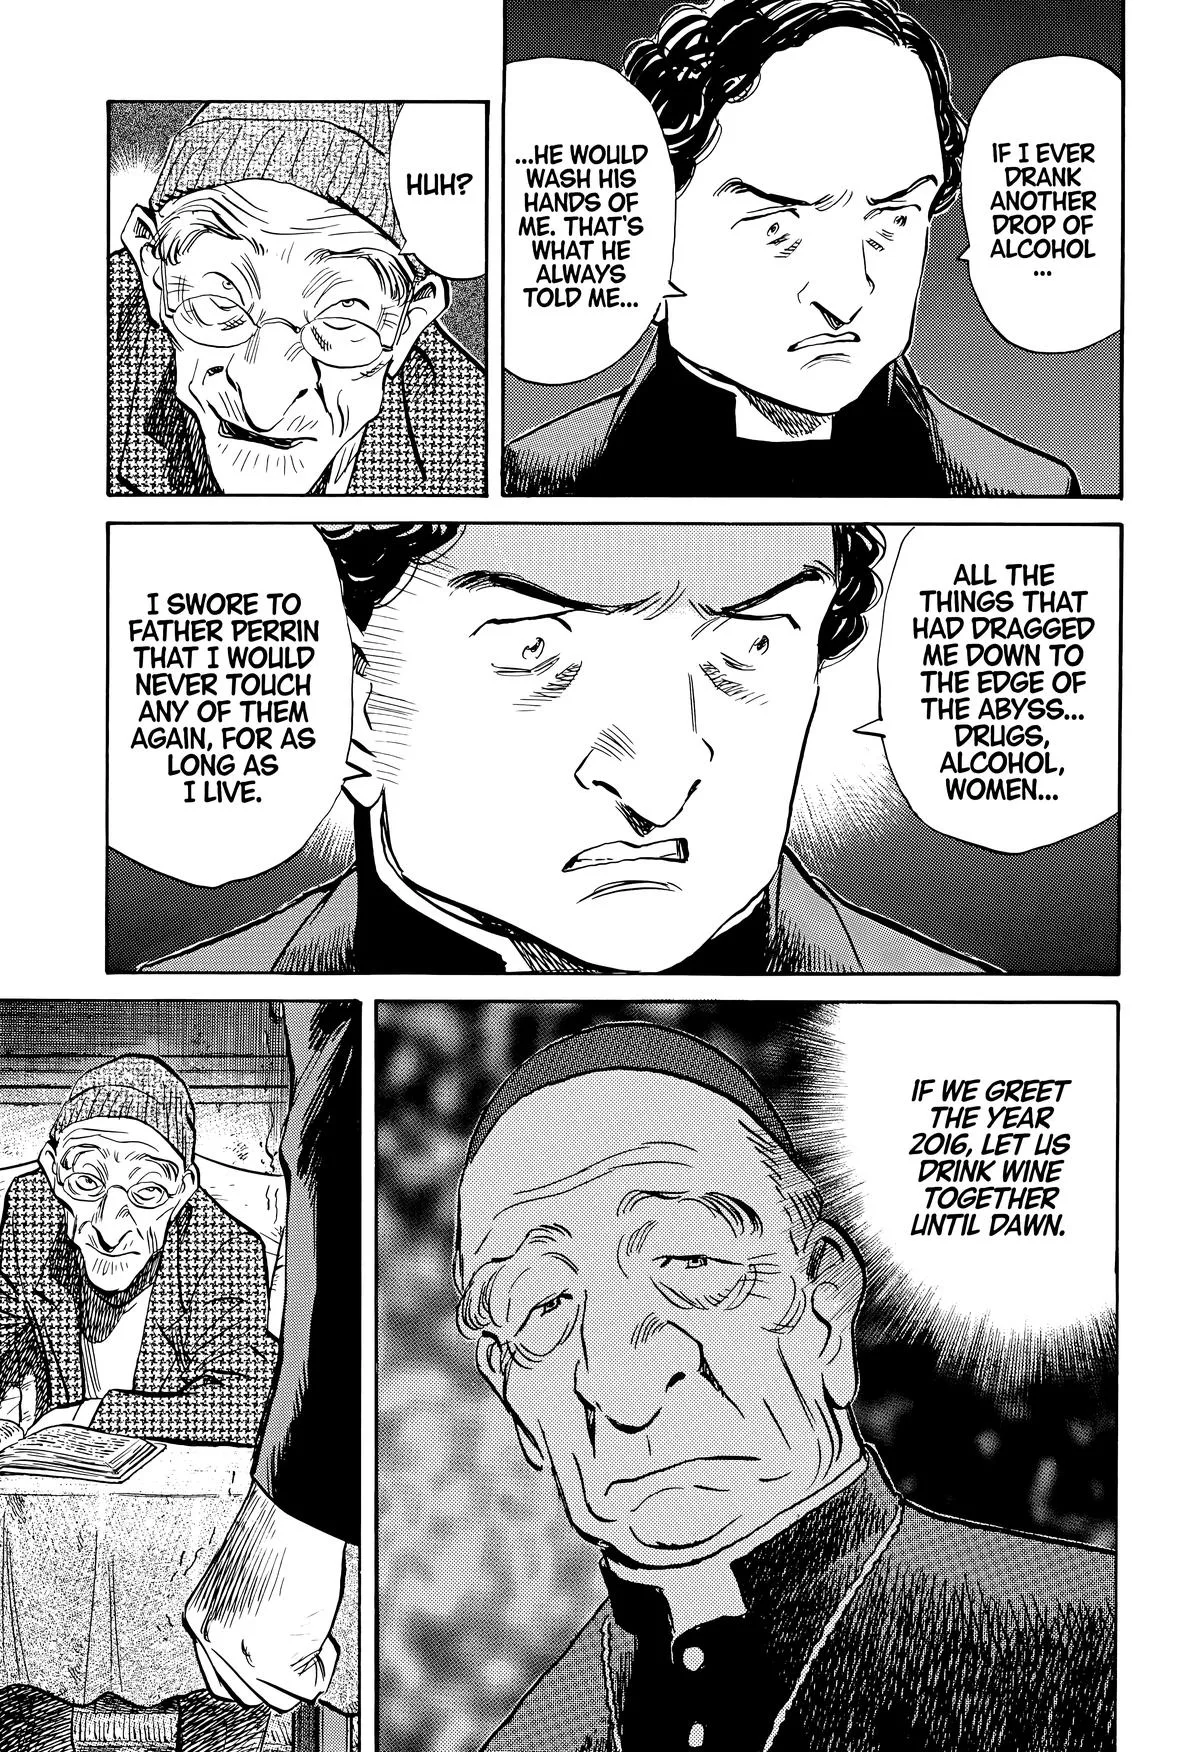 IF I EVER
DRANK
ANOTHER
DROP OF
ALCOHOL
...
...HE WOULD
WASH HIS
HANDS OF
ME. THAT'S
WHAT HE
ALWAYS
TOLD ME...
HUH?
ALL THE
THINGS THAT
HAD DRAGGED
ME DOWN TO
THE EDGE OF
THE ABYSS...
DRUGS,
ALCOHOL,
WOMEN...
I SWORE TO
FATHER PERRIN
THAT I WOULD
NEVER TOUCH
ANY OF THEM
AGAIN, FOR AS
LONG AS
I LIVE.
IF WE GREET
THE YEAR
2016, LET US
DRINK WINE
TOGETHER
UNTIL DAWN.